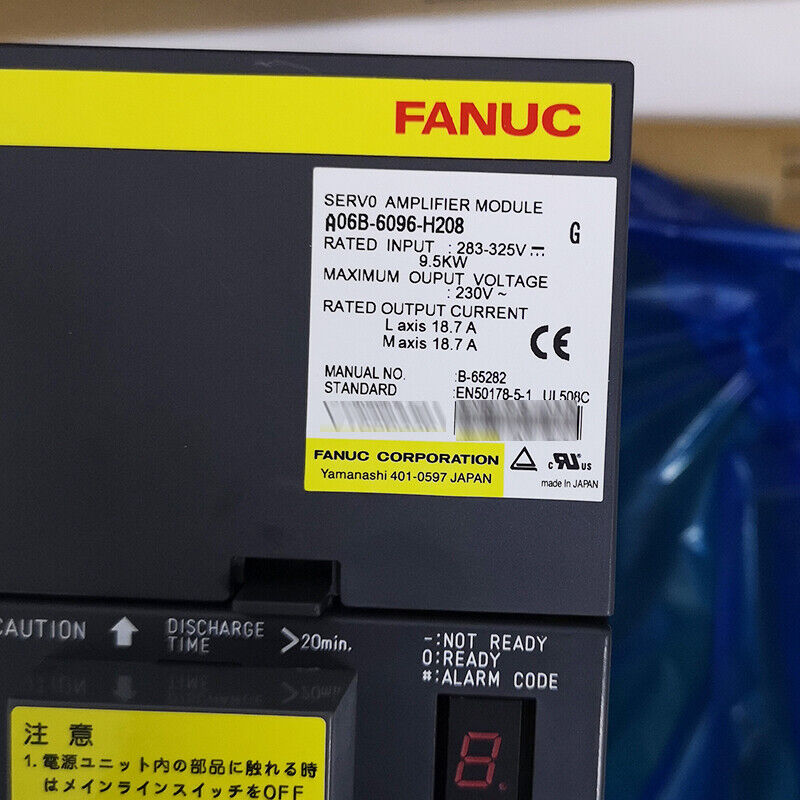 FANUC
SERVO AMPLIFIER MODULE
A06B-6096-H208
G
RATED INPUT : 283-325V ⎓
9.5KW
MAXIMUM OUPUT VOLTAGE
: 230V ~
RATED OUTPUT CURRENT
L axis 18.7 A
M axis 18.7 A
CE
MANUAL NO. :B-65282
STANDARD :EN50178-5-1 UL508C
FANUC CORPORATION
Yamanashi 401-0597 JAPAN
c RU US
made In JAPAN
CAUTION
DISCHARGE TIME >20min.
-:NOT READY
0:READY
#:ALARM CODE
8.
注意
1. 電源ユニット内の部品に触れる時
はメインラインスイッチをOFF